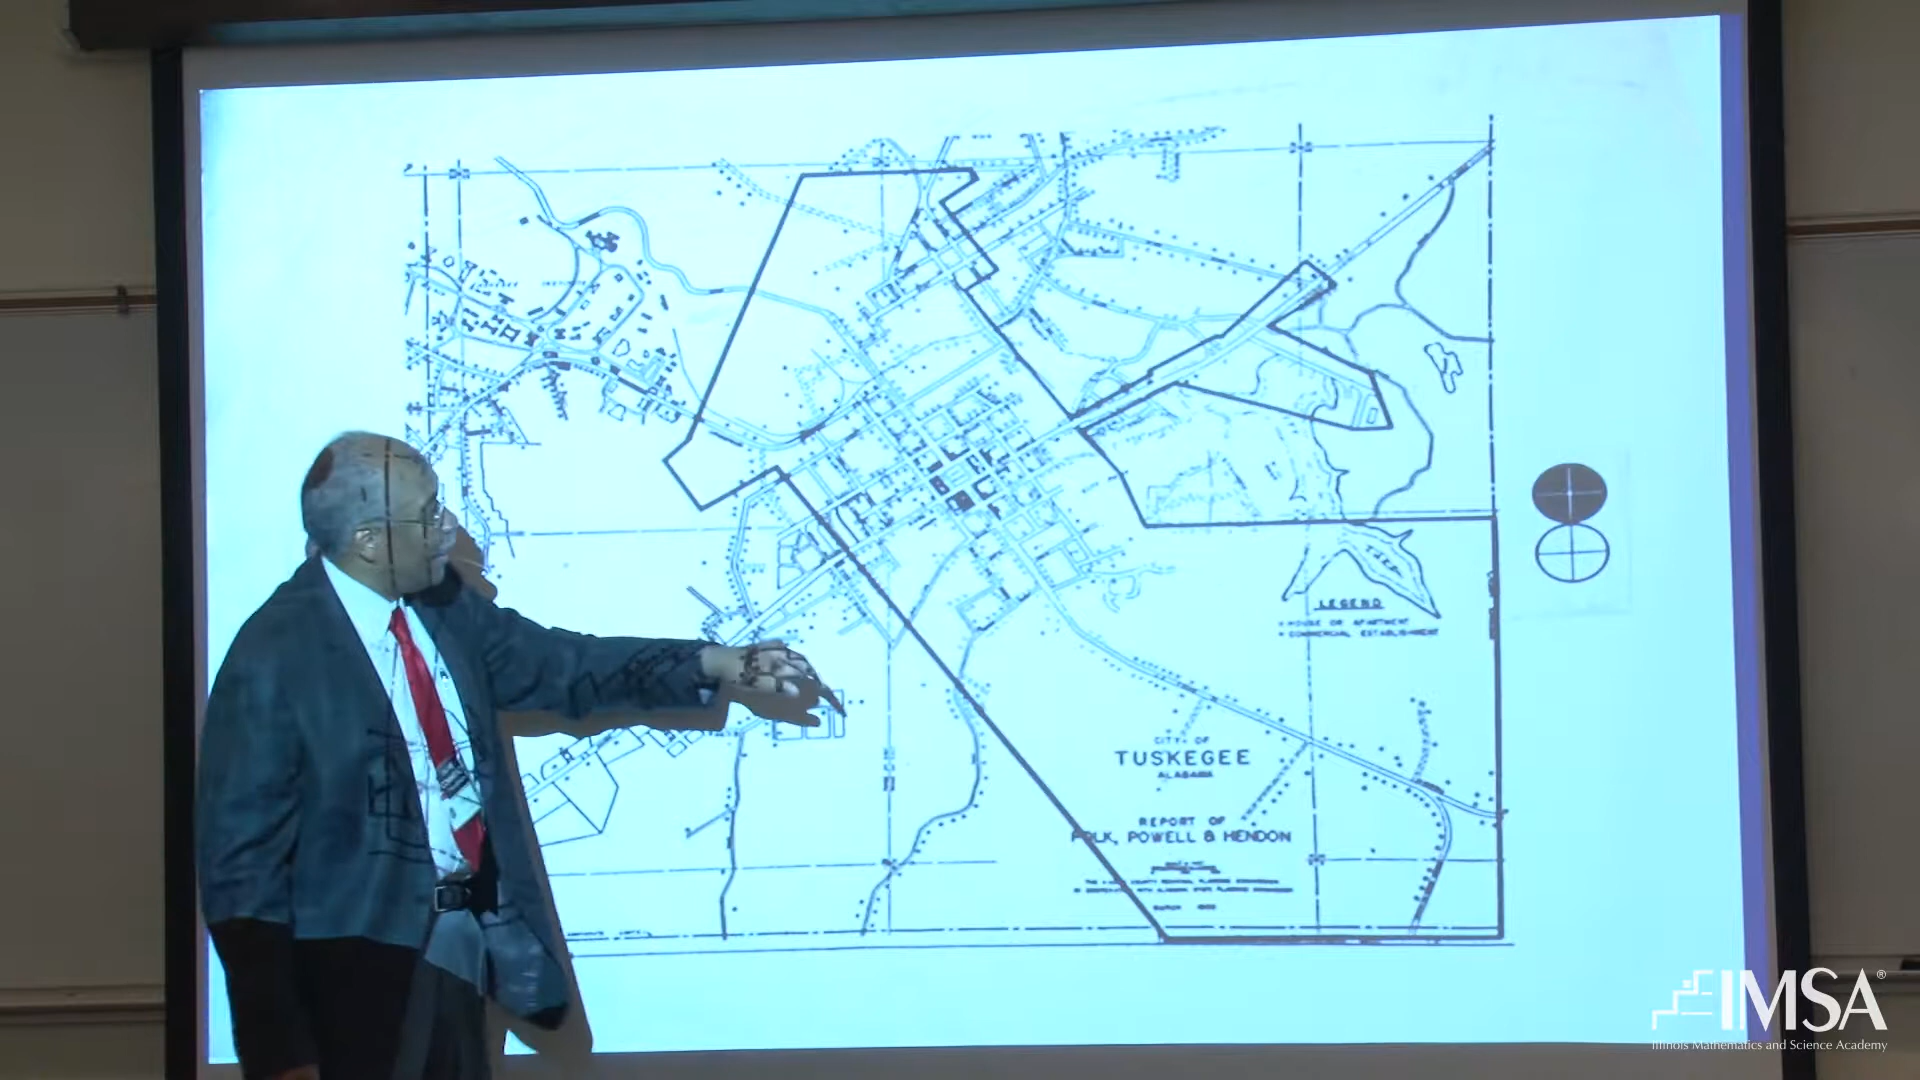 LEGEND
HOUSE OR APARTMENT
COMMERCIAL ESTABLISHMENT
CITY OF
TUSKEGEE
ALABAMA
REPORT OF
POLK, POWELL & HENDON
IMSA®
Illinois Mathematics and Science Academy